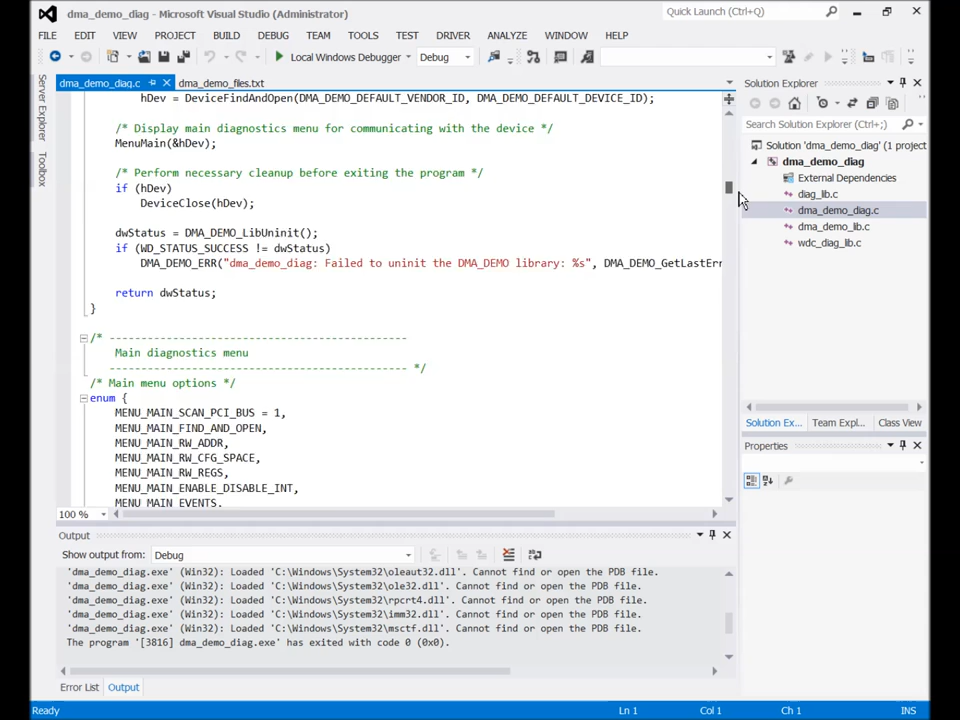 dma_demo_diag - Microsoft Visual Studio (Administrator)
Quick Launch (Ctrl+Q)
FILE EDIT VIEW PROJECT BUILD DEBUG TEAM TOOLS TEST DRIVER ANALYZE WINDOW HELP
Local Windows Debugger Debug
Server Explorer
Toolbox
dma_demo_diag.c dma_demo_files.txt
hDev = DeviceFindAndOpen(DMA_DEMO_DEFAULT_VENDOR_ID, DMA_DEMO_DEFAULT_DEVICE_ID);
/* Display main diagnostics menu for communicating with the device */
MenuMain(&hDev);
/* Perform necessary cleanup before exiting the program */
if (hDev)
DeviceClose(hDev);
dwStatus = DMA_DEMO_LibUninit();
if (WD_STATUS_SUCCESS != dwStatus)
DMA_DEMO_ERR("dma_demo_diag: Failed to uninit the DMA_DEMO library: %s", DMA_DEMO_GetLastErr
return dwStatus;
}
/* -----------------------------------------------
Main diagnostics menu
----------------------------------------------- */
/* Main menu options */
enum {
MENU_MAIN_SCAN_PCI_BUS = 1,
MENU_MAIN_FIND_AND_OPEN,
MENU_MAIN_RW_ADDR,
MENU_MAIN_RW_CFG_SPACE,
MENU_MAIN_RW_REGS,
MENU_MAIN_ENABLE_DISABLE_INT,
MENU_MAIN_EVENTS,
100 %
Solution Explorer
Search Solution Explorer (Ctrl+;)
Solution 'dma_demo_diag' (1 project
dma_demo_diag
External Dependencies
diag_lib.c
dma_demo_diag.c
dma_demo_lib.c
wdc_diag_lib.c
Solution Ex... Team Expl... Class View
Properties
Output
Show output from: Debug
'dma_demo_diag.exe' (Win32): Loaded 'C:\Windows\System32\oleaut32.dll'. Cannot find or open the PDB file.
'dma_demo_diag.exe' (Win32): Loaded 'C:\Windows\System32\ole32.dll'. Cannot find or open the PDB file.
'dma_demo_diag.exe' (Win32): Loaded 'C:\Windows\System32\rpcrt4.dll'. Cannot find or open the PDB file.
'dma_demo_diag.exe' (Win32): Loaded 'C:\Windows\System32\imm32.dll'. Cannot find or open the PDB file.
'dma_demo_diag.exe' (Win32): Loaded 'C:\Windows\System32\msctf.dll'. Cannot find or open the PDB file.
The program '[3816] dma_demo_diag.exe' has exited with code 0 (0x0).
Error List Output
Ready Ln 1 Col 1 Ch 1 INS